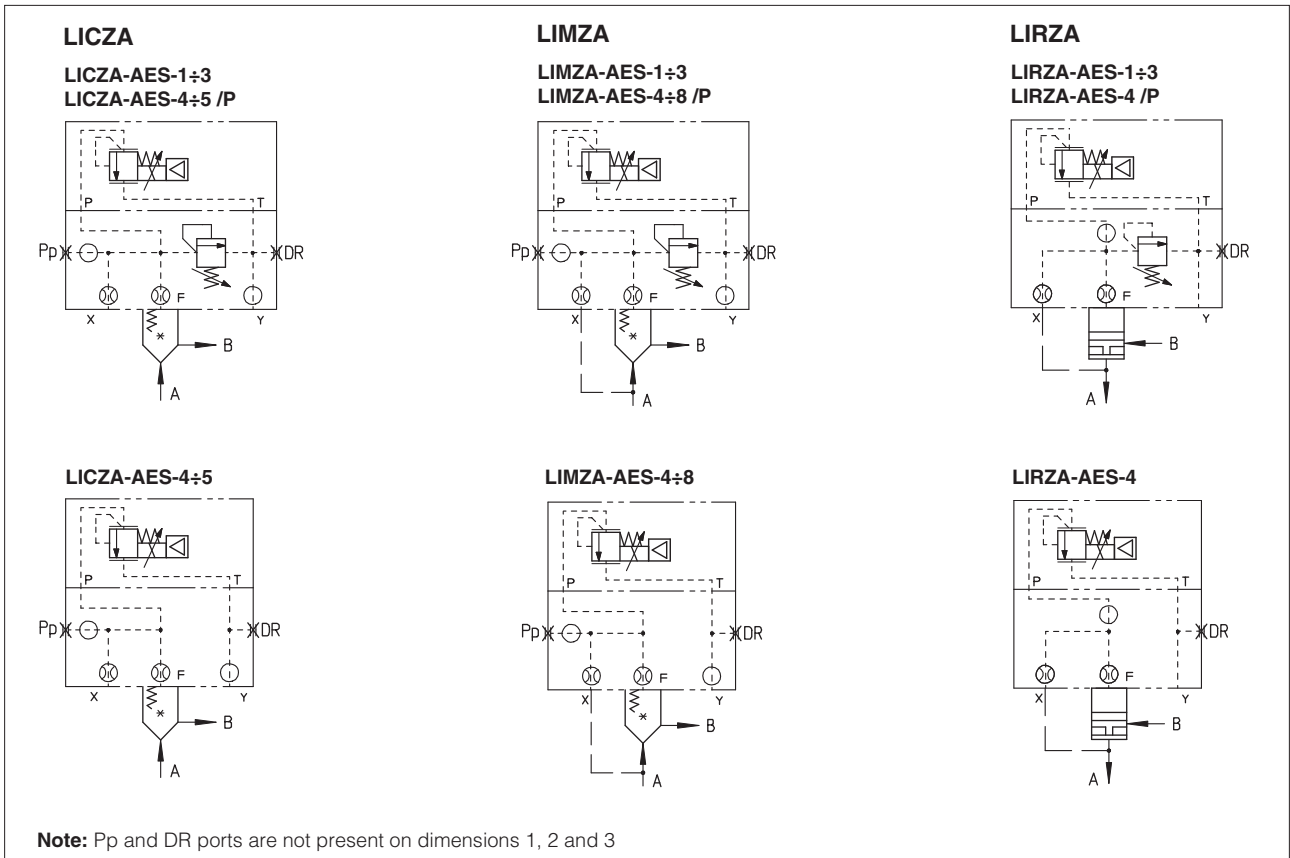 LICZA
LICZA-AES-1÷3
LICZA-AES-4÷5 /P
P
T
Pp
DR
F
X
Y
B
A
LIMZA
LIMZA-AES-1÷3
LIMZA-AES-4÷8 /P
P
T
Pp
DR
F
X
Y
B
A
LIRZA
LIRZA-AES-1÷3
LIRZA-AES-4 /P
P
T
DR
F
X
Y
B
A
LICZA-AES-4÷5
P
T
Pp
DR
F
X
Y
B
A
LIMZA-AES-4÷8
P
T
Pp
DR
F
X
Y
B
A
LIRZA-AES-4
P
T
DR
F
X
Y
B
A
Note: Pp and DR ports are not present on dimensions 1, 2 and 3